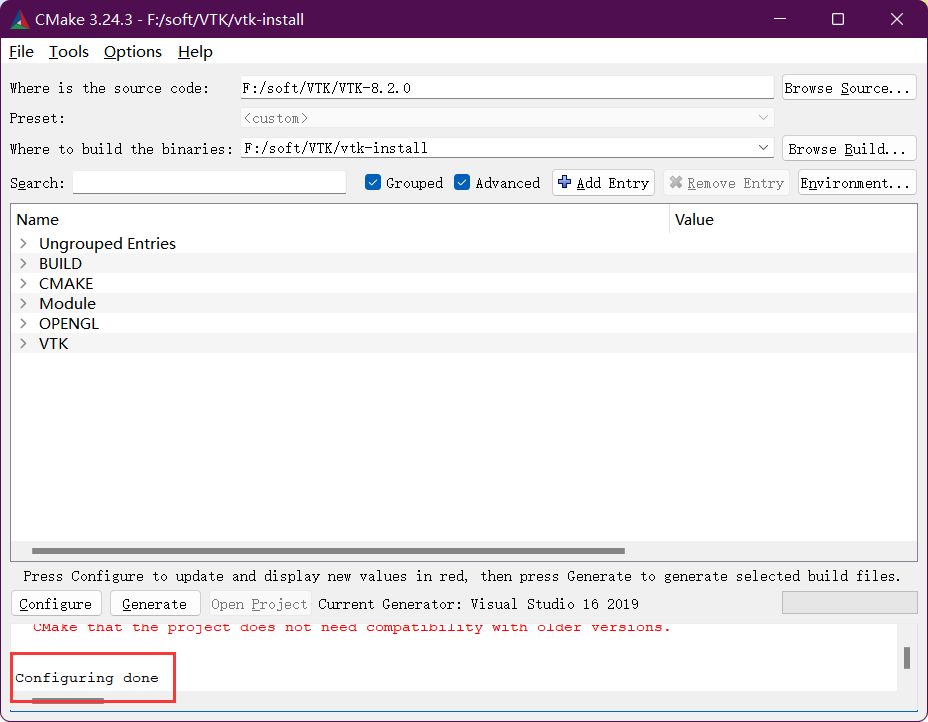 CMake 3.24.3 - F:/soft/VTK/vtk-install
File Tools Options Help
Where is the source code: F:/soft/VTK/VTK-8.2.0 Browse Source...
Preset: <custom>
Where to build the binaries: F:/soft/VTK/vtk-install Browse Build...
Search: Grouped Advanced Add Entry Remove Entry Environment...
Name Value
Ungrouped Entries
BUILD
CMAKE
Module
OPENGL
VTK
Press Configure to update and display new values in red, then press Generate to generate selected build files.
Configure Generate Open Project Current Generator: Visual Studio 16 2019
CMake that the project does not need compatibility with older versions.
Configuring done